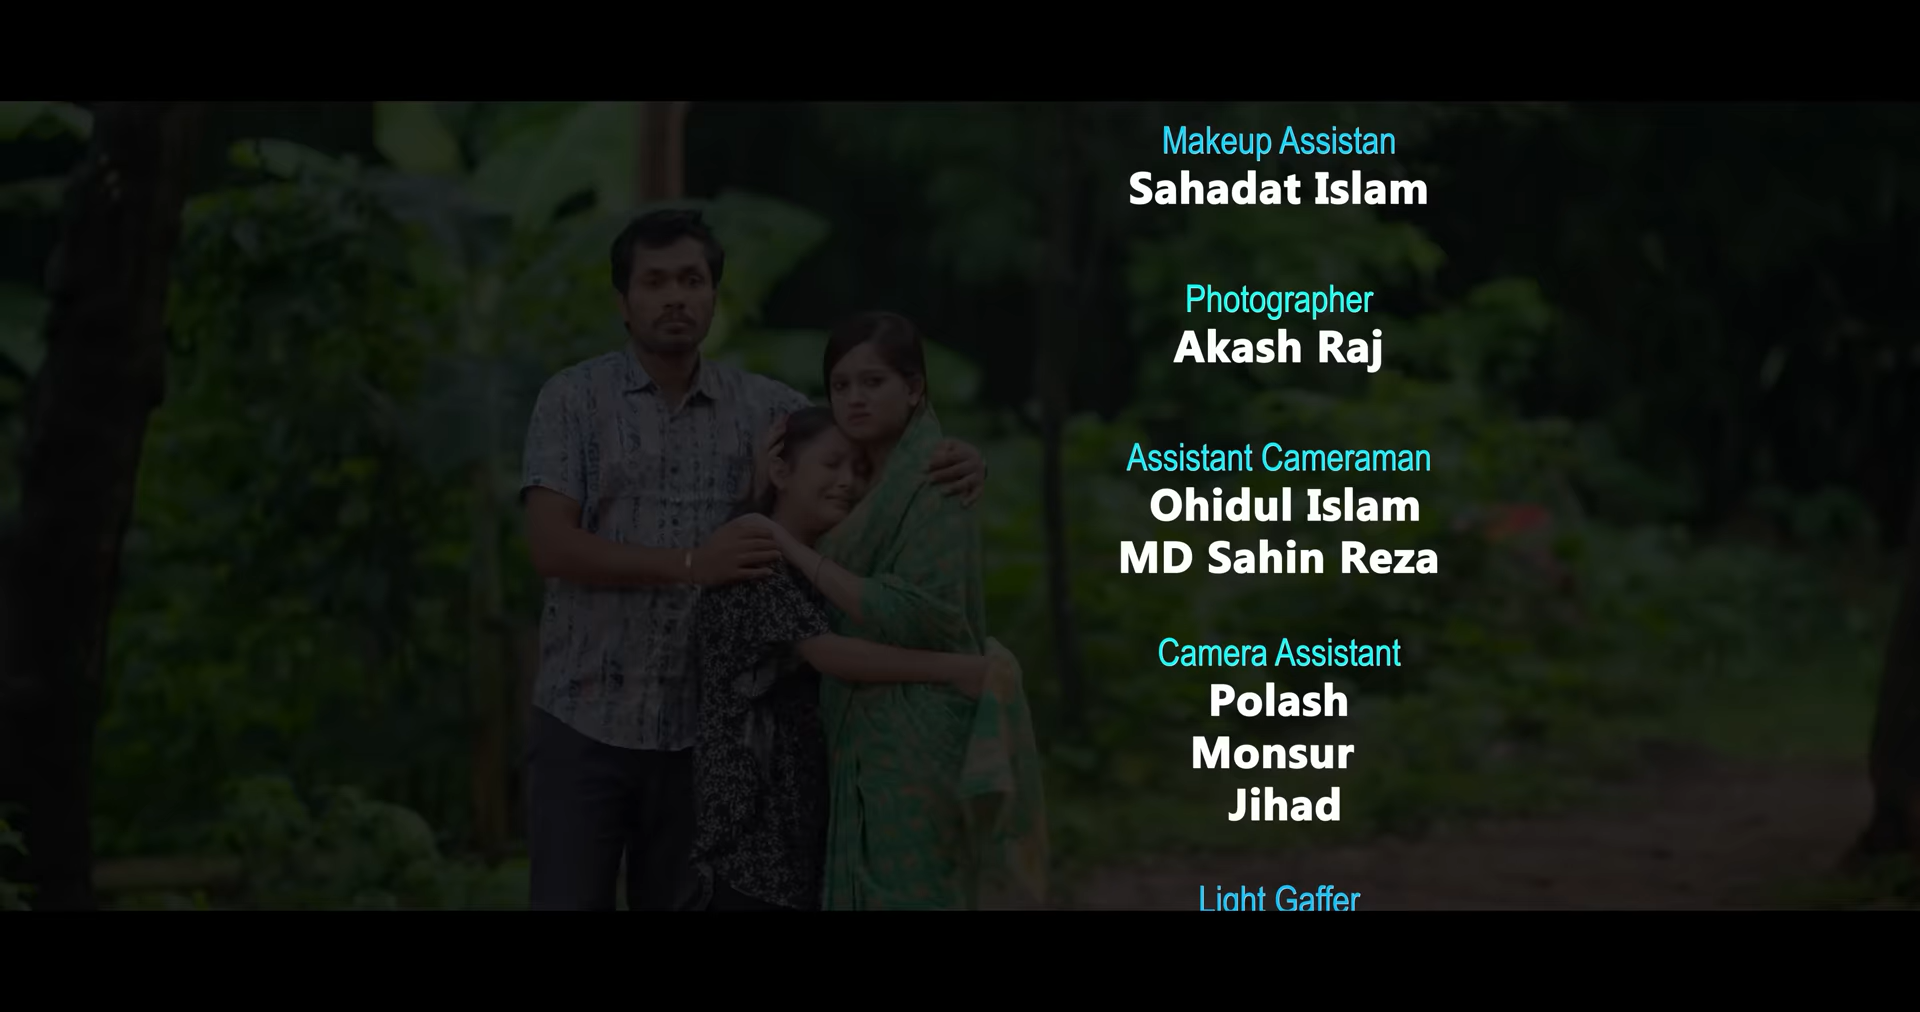 Makeup Assistan
Sahadat Islam
Photographer
Akash Raj
Assistant Cameraman
Ohidul Islam
MD Sahin Reza
Camera Assistant
Polash
Monsur
Jihad
Light Gaffer